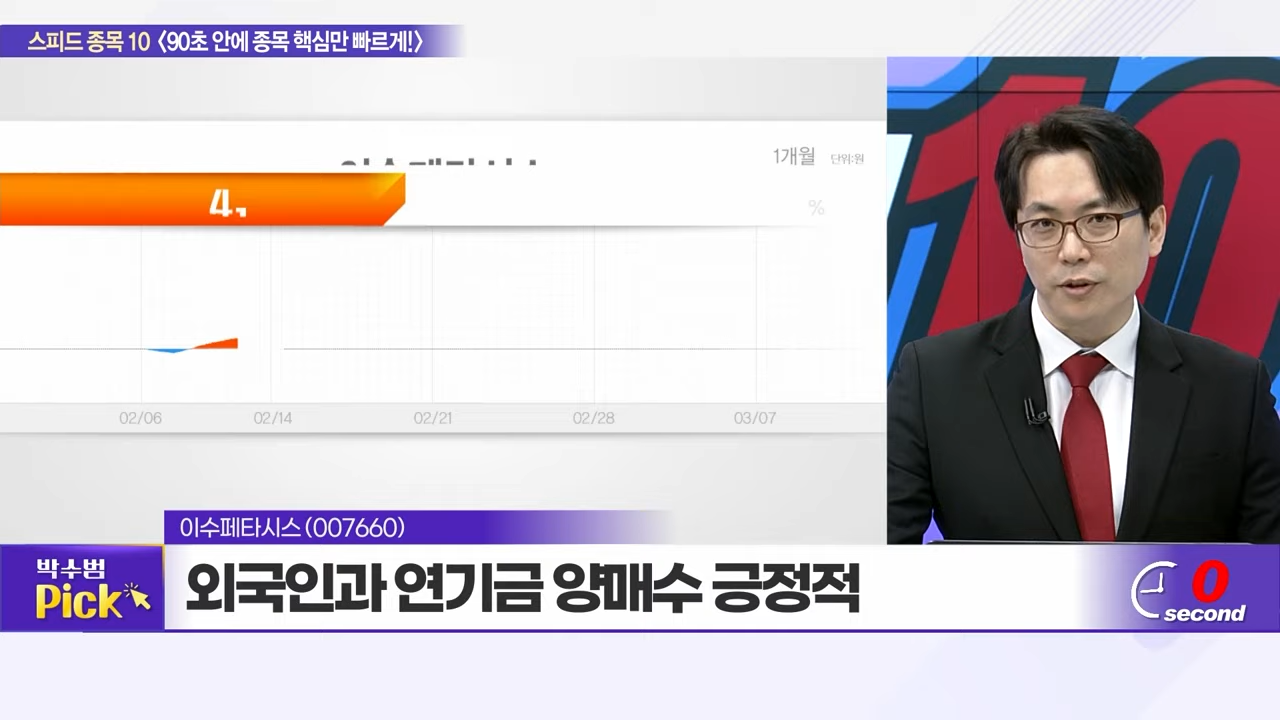 스피드 종목 10 〈90초 안에 종목 핵심만 빠르게!〉
1개월 단위:원
4,
%
02/06 02/14 02/21 02/28 03/07
이수페타시스 (007660)
박수범
Pick
외국인과 연기금 양매수 긍정적
0
second
10